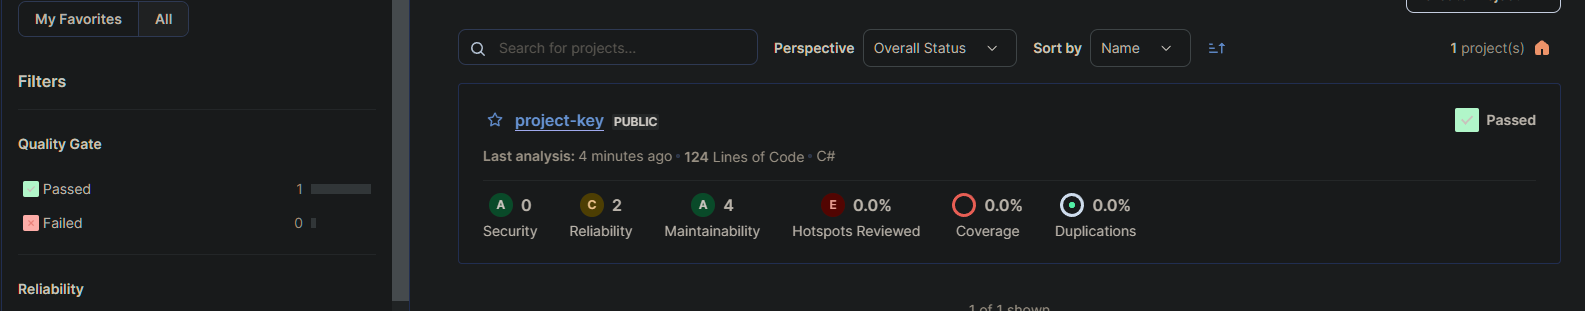 My Favorites All
Filters
Quality Gate
Passed 1
Failed 0
Reliability
Search for projects...
Perspective Overall Status Sort by Name 1 project(s)
project-key PUBLIC Passed
Last analysis: 4 minutes ago • 124 Lines of Code • C#
A 0 C 2 A 4 E 0.0% 0.0% 0.0%
Security Reliability Maintainability Hotspots Reviewed Coverage Duplications
1 of 1 shown